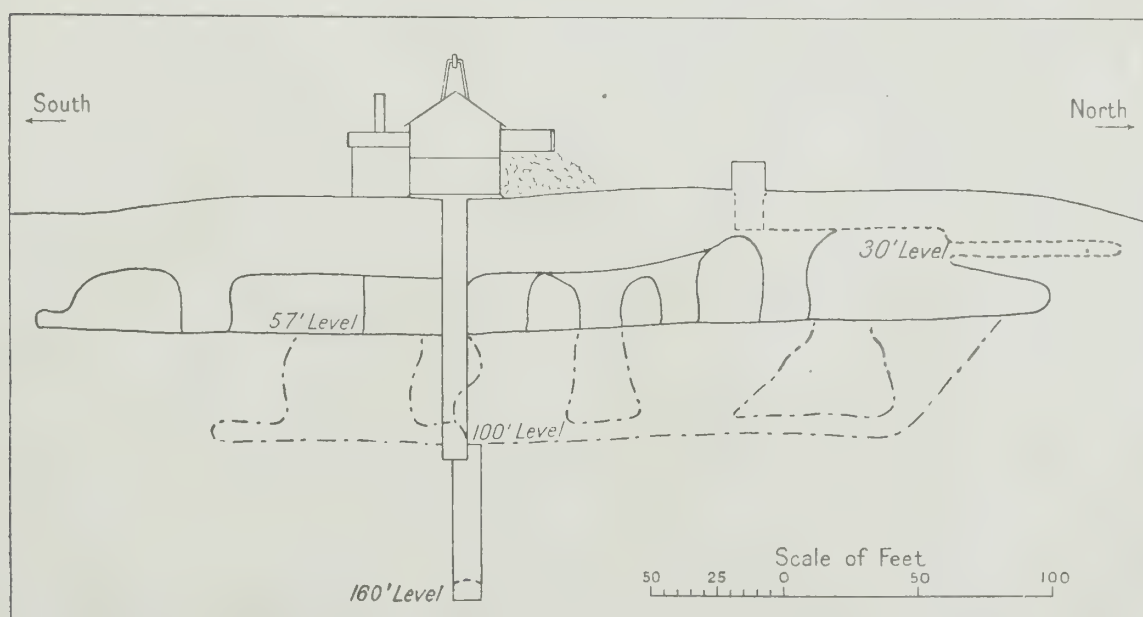 South
North
30' Level
57' Level
100' Level
Scale of Feet
50 25 0 50 100
160' Level